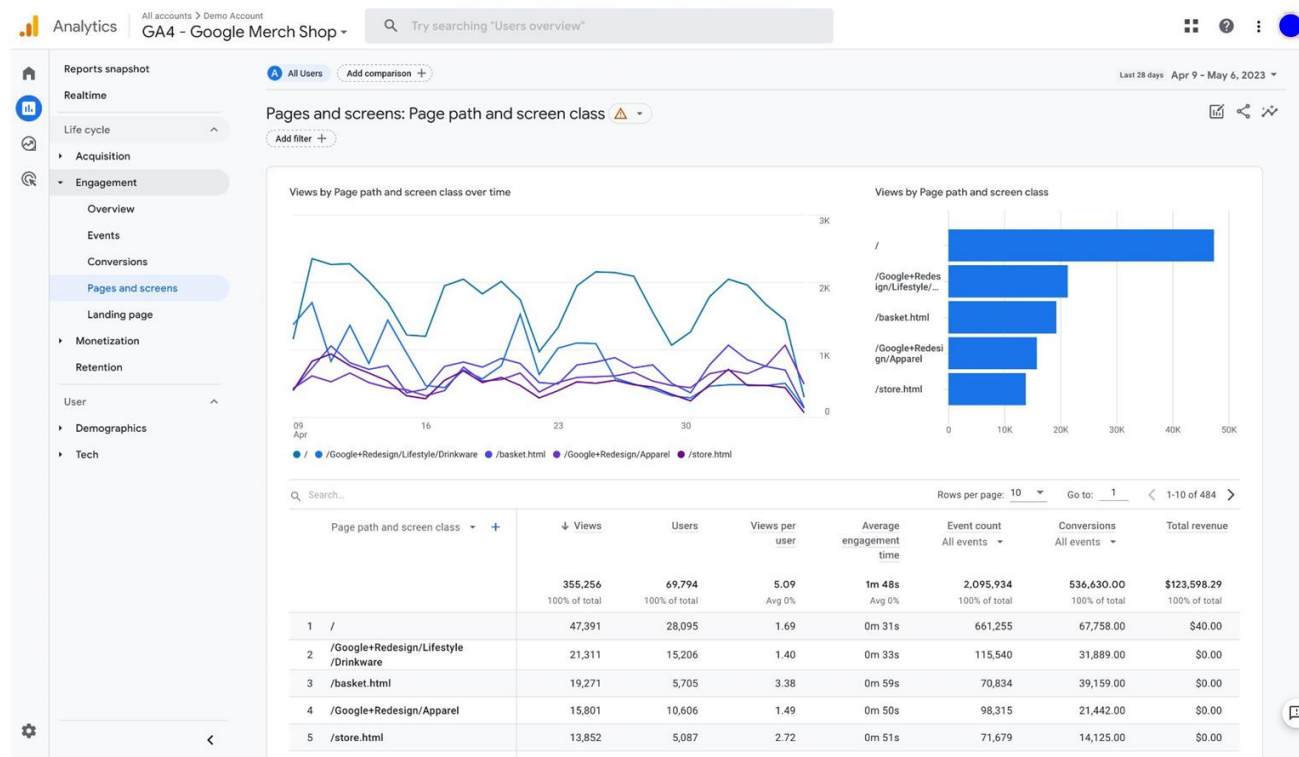 All accounts > Demo Account
Analytics
GA4 - Google Merch Shop
Try searching "Users overview"
Reports snapshot
Realtime
Life cycle
Acquisition
Engagement
Overview
Events
Conversions
Pages and screens
Landing page
Monetization
Retention
User
Demographics
Tech
A All Users
Add comparison +
Last 28 days Apr 9 - May 6, 2023
Pages and screens: Page path and screen class
Add filter +
Views by Page path and screen class over time
3K
2K
1K
0
09
Apr
16
23
30
/ /Google+Redesign/Lifestyle/Drinkware /basket.html /Google+Redesign/Apparel /store.html
Views by Page path and screen class
/
/Google+Redes
ign/Lifestyle/...
/basket.html
/Google+Redesi
gn/Apparel
/store.html
0 10K 20K 30K 40K 50K
Search...
Rows per page: 10 Go to: 1 1-10 of 484
Page path and screen class + Views Users Views per user Average engagement time Event count All events Conversions All events Total revenue
355,256 69,794 5.09 1m 48s 2,095,934 536,630.00 $123,598.29
100% of total 100% of total Avg 0% Avg 0% 100% of total 100% of total 100% of total
1 / 47,391 28,095 1.69 0m 31s 661,255 67,758.00 $40.00
2 /Google+Redesign/Lifestyle /Drinkware 21,311 15,206 1.40 0m 33s 115,540 31,889.00 $0.00
3 /basket.html 19,271 5,705 3.38 0m 59s 70,834 39,159.00 $0.00
4 /Google+Redesign/Apparel 15,801 10,606 1.49 0m 50s 98,315 21,442.00 $0.00
5 /store.html 13,852 5,087 2.72 0m 51s 71,679 14,125.00 $0.00